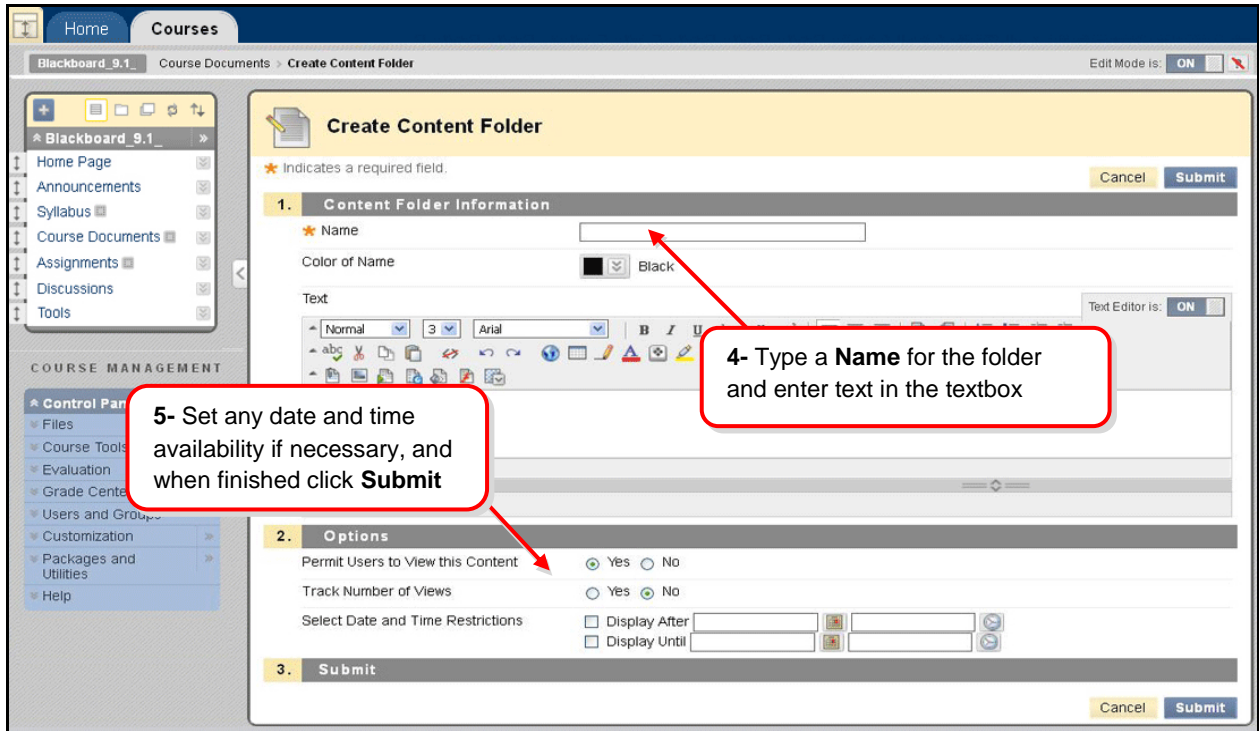 Home Courses
Blackboard_9.1_ Course Documents > Create Content Folder Edit Mode is: ON
Blackboard_9.1_
Home Page
Announcements
Syllabus
Course Documents
Assignments
Discussions
Tools
COURSE MANAGEMENT
Files
Course Tools
Evaluation
Users and Groups
Customization
Packages and
Utilities
Help
Create Content Folder
Indicates a required field.
Cancel Submit
1. Content Folder Information
Name
Color of Name Black
Text
Text Editor is: ON
Normal 3 Arial B I U
abc
4- Type a Name for the folder
and enter text in the textbox
5- Set any date and time
availability if necessary, and
when finished click Submit
2. Options
Permit Users to View this Content Yes No
Track Number of Views Yes No
Select Date and Time Restrictions Display After
Display Until
3. Submit
Cancel Submit